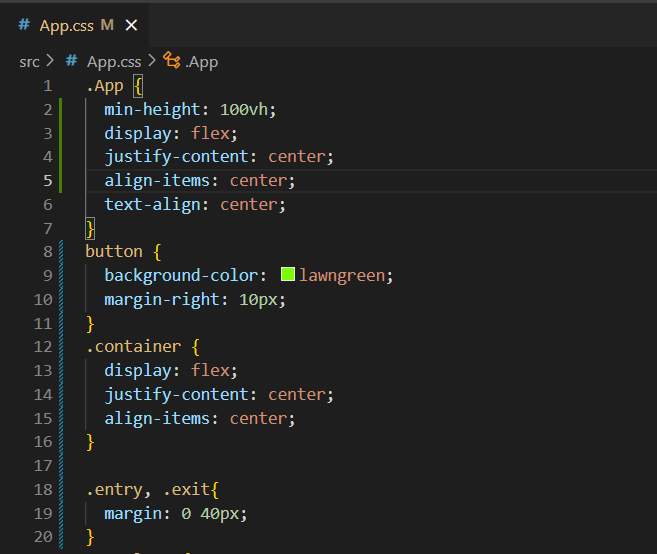 # App.css M ×
src > # App.css > .App
1 .App {
2 min-height: 100vh;
3 display: flex;
4 justify-content: center;
5 align-items: center;
6 text-align: center;
7 }
8 button {
9 background-color: lawngreen;
10 margin-right: 10px;
11 }
12 .container {
13 display: flex;
14 justify-content: center;
15 align-items: center;
16 }
17
18 .entry, .exit{
19 margin: 0 40px;
20 }